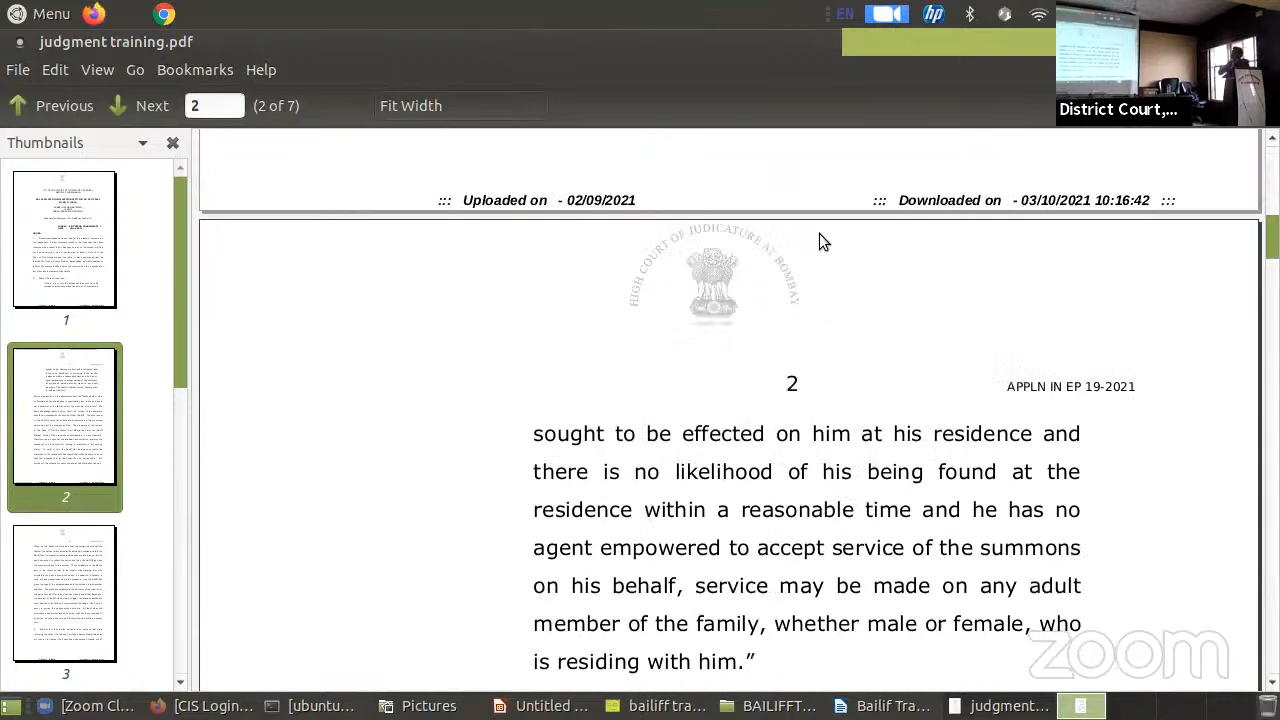 Menu
EN
hp
judgment training.pdf
File Edit View Go Bookmarks Help
Previous Next 2 (2 of 7) Fit Width
District Court,...
Thumbnails
1
2
3
::: Uploaded on - 02/09/2021 ::: Downloaded on - 03/10/2021 10:16:42 :::
HIGH COURT OF JUDICATURE AT BOMBAY
2 APPLN IN EP 19-2021
sought to be effected on him at his residence and
there is no likelihood of his being found at the
residence within a reasonable time and he has no
agent empowered to accept service of the summons
on his behalf, service may be made on any adult
member of the family, whether male or female, who
is residing with him.”
zoom
[Zoom Cl... [CIS Login... [ubuntu... Pictures Untitled ... bailiff tra... BAILIFFT... Bailif Tra... judgment...